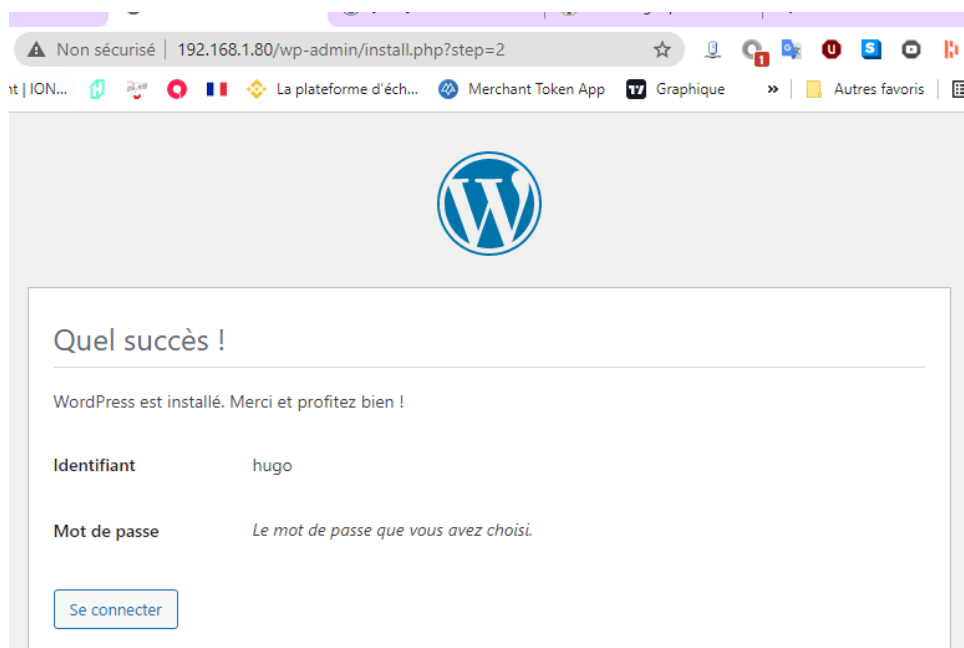 Non sécurisé | 192.168.1.80/wp-admin/install.php?step=2
nt | ION... La plateforme d'éch... Merchant Token App Graphique » Autres favoris
Quel succès !
WordPress est installé. Merci et profitez bien !
Identifiant hugo
Mot de passe Le mot de passe que vous avez choisi.
Se connecter